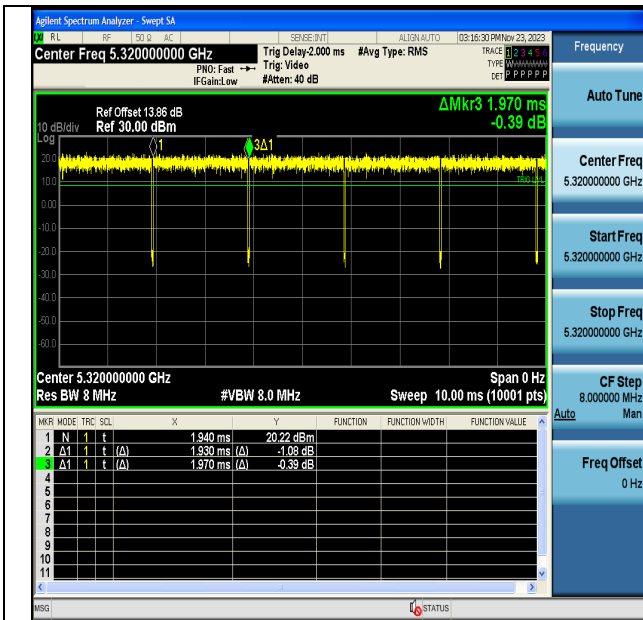 Agilent Spectrum Analyzer - Swept SA
RL RF 50 Ω AC SENSE:INT ALIGN AUTO 03:16:30 PM Nov 23, 2023
Center Freq 5.320000000 GHz
PNO: Fast
IFGain:Low
Trig Delay-2.000 ms
Trig: Video
#Atten: 40 dB
#Avg Type: RMS
TRACE 1 2 3 4 5 6
TYPE WWWWWW
DET P P P P P P
ΔMkr3 1.970 ms
-0.39 dB
Ref Offset 13.86 dB
10 dB/div Ref 30.00 dBm
Log
1
3Δ1
20.0
TRIG LVL
10.0
0.00
-10.0
-20.0
-30.0
-40.0
-50.0
-60.0
Center 5.320000000 GHz Span 0 Hz
Res BW 8 MHz #VBW 8.0 MHz Sweep 10.00 ms (10001 pts)
MKR MODE TRC SCL X Y FUNCTION FUNCTION WIDTH FUNCTION VALUE
1 N 1 t 1.940 ms 20.22 dBm
2 Δ1 1 t (Δ) 1.930 ms (Δ) -1.08 dB
3 Δ1 1 t (Δ) 1.970 ms (Δ) -0.39 dB
4
5
6
7
8
9
10
11
MSG STATUS
Frequency
Auto Tune
Center Freq
5.320000000 GHz
Start Freq
5.320000000 GHz
Stop Freq
5.320000000 GHz
CF Step
8.000000 MHz
Auto Man
Freq Offset
0 Hz